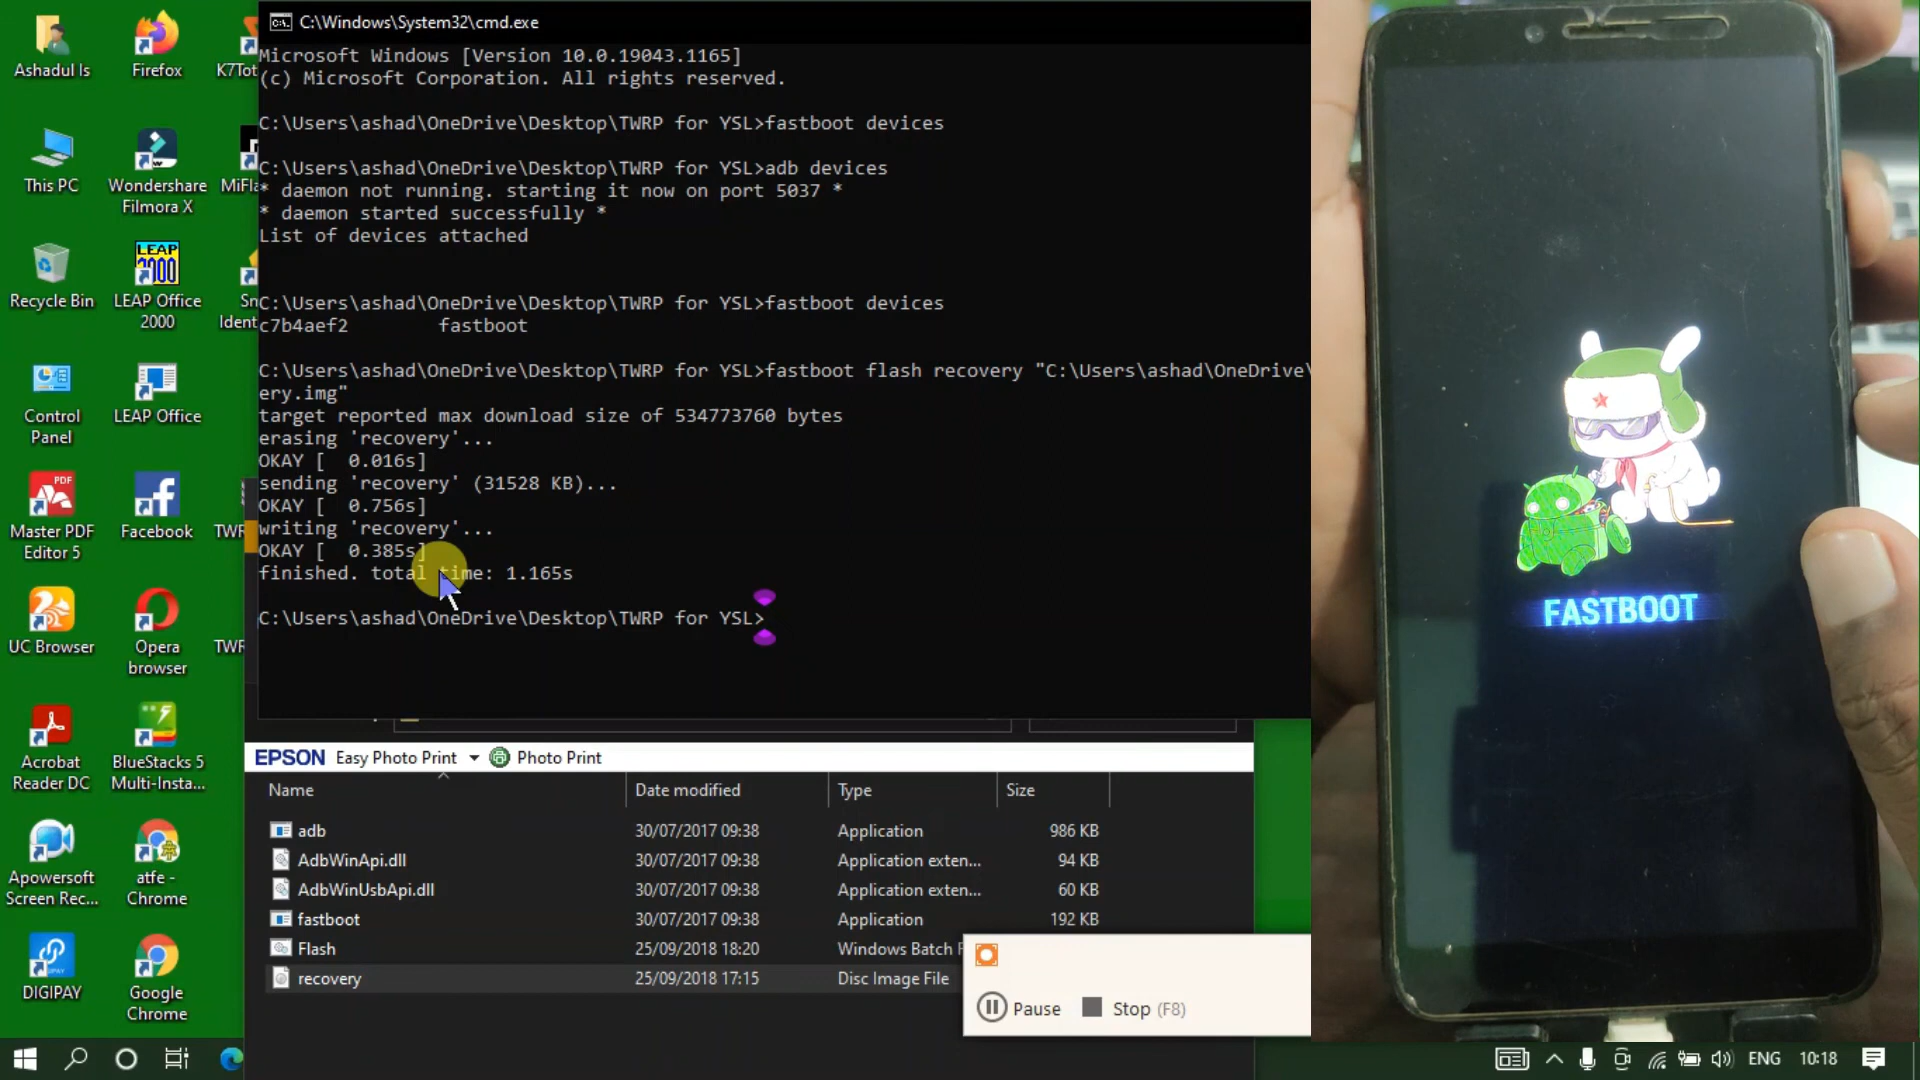 C:\Windows\System32\cmd.exe
Microsoft Windows [Version 10.0.19043.1165]
(c) Microsoft Corporation. All rights reserved.
C:\Users\ashad\OneDrive\Desktop\TWRP for YSL>fastboot devices
C:\Users\ashad\OneDrive\Desktop\TWRP for YSL>adb devices
* daemon not running. starting it now on port 5037 *
* daemon started successfully *
List of devices attached
C:\Users\ashad\OneDrive\Desktop\TWRP for YSL>fastboot devices
c7b4aef2 fastboot
C:\Users\ashad\OneDrive\Desktop\TWRP for YSL>fastboot flash recovery "C:\Users\ashad\OneDrive\
ery.img"
target reported max download size of 534773760 bytes
erasing 'recovery'...
OKAY [ 0.016s]
sending 'recovery' (31528 KB)...
OKAY [ 0.756s]
writing 'recovery'...
OKAY [ 0.385s]
finished. total time: 1.165s
C:\Users\ashad\OneDrive\Desktop\TWRP for YSL>
Ashadul Is
Firefox
K7Tot
This PC
Wondershare
Filmora X
MiFla
Recycle Bin
LEAP
2000
LEAP Office
2000
Sn
Ident
Control
Panel
LEAP Office
PDF
Master PDF
Editor 5
Facebook
TWR
UC Browser
Opera
browser
TWR
Acrobat
Reader DC
BlueStacks 5
Multi-Insta...
Apowersoft
Screen Rec...
atfe -
Chrome
DIGIPAY
Google
Chrome
EPSON Easy Photo Print Photo Print
Name Date modified Type Size
adb 30/07/2017 09:38 Application 986 KB
AdbWinApi.dll 30/07/2017 09:38 Application exten... 94 KB
AdbWinUsbApi.dll 30/07/2017 09:38 Application exten... 60 KB
fastboot 30/07/2017 09:38 Application 192 KB
Flash 25/09/2018 18:20 Windows Batch F
recovery 25/09/2018 17:15 Disc Image File
Pause Stop (F8)
FASTBOOT
ENG 10:18